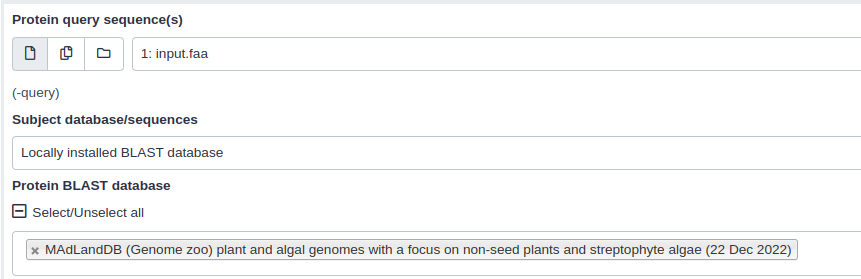 Protein query sequence(s)
1: input.faa
(-query)
Subject database/sequences
Locally installed BLAST database
Protein BLAST database
Select/Unselect all
× MAdLandDB (Genome zoo) plant and algal genomes with a focus on non-seed plants and streptophyte algae (22 Dec 2022)